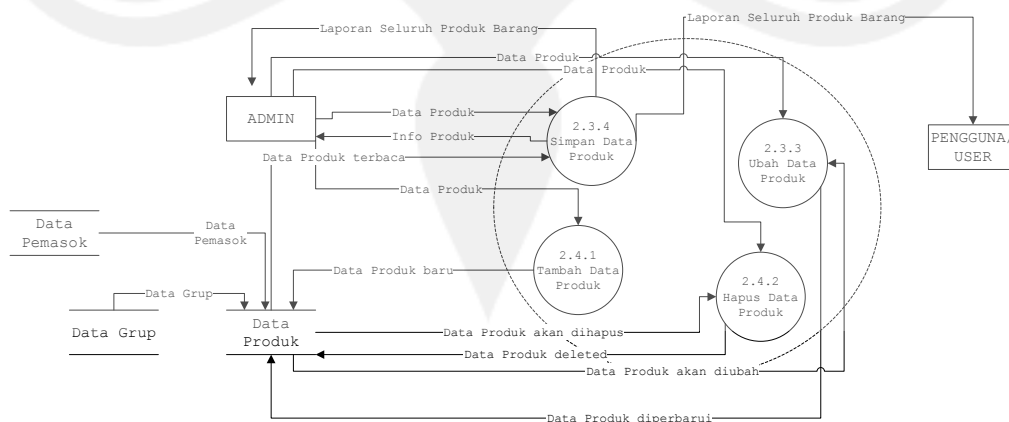 Laporan Seluruh Produk Barang
Laporan Seluruh Produk Barang
Data Produk
Data Produk
ADMIN
Data Produk
Info Produk
Data Produk terbaca
Data Produk
2.3.4
Simpan Data
Produk
2.3.3
Ubah Data
Produk
PENGGUNA/
USER
Data
Pemasok
Data
Pemasok
2.4.1
Tambah Data
Produk
Data Produk baru
2.4.2
Hapus Data
Produk
Data Grup
Data Grup
Data
Produk
Data Produk akan dihapus
Data Produk deleted
Data Produk akan diubah
Data Produk diperbarui